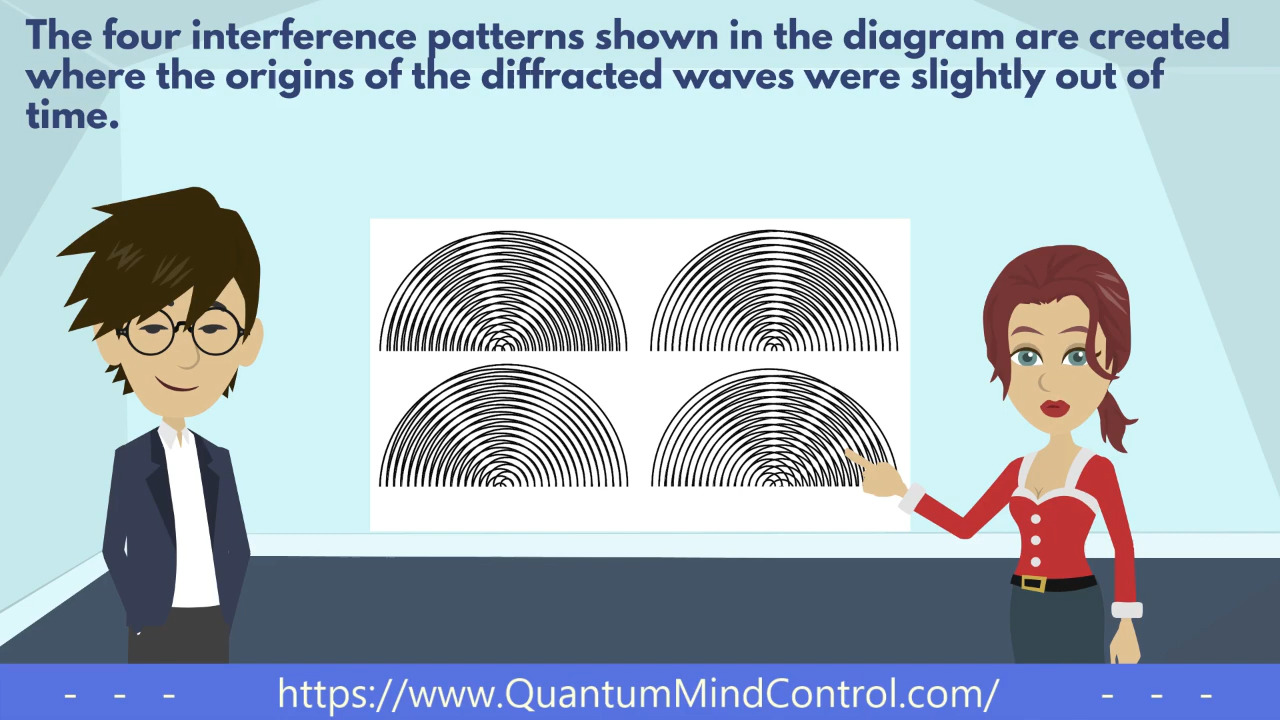 The four interference patterns shown in the diagram are created
where the origins of the diffracted waves were slightly out of
time.
- - - https://www.QuantumMindControl.com/ - - -